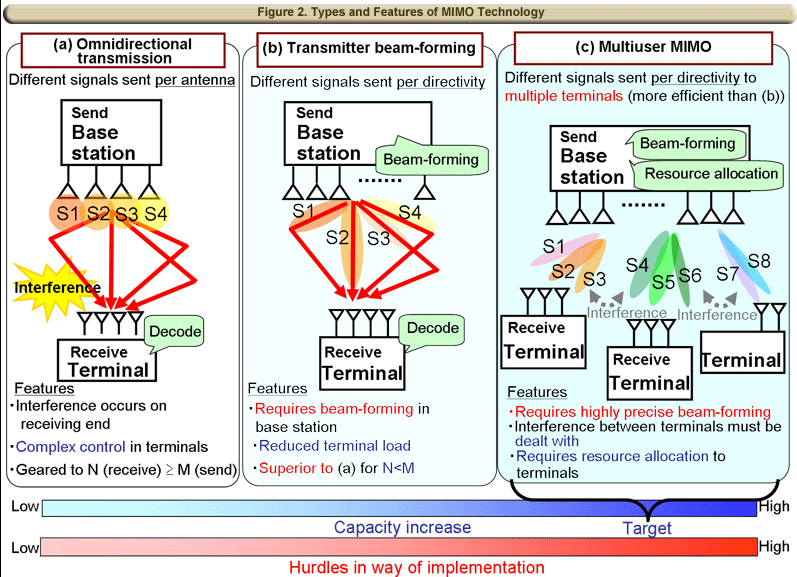 Figure 2. Types and Features of MIMO Technology
(a) Omnidirectional
transmission
Different signals sent per antenna
Send
Base
station
S1
S2
S3
S4
Interference
Decode
Receive
Terminal
Features
・Interference occurs on
receiving end
・Complex control in terminals
・Geared to N (receive) ≥ M (send)
(b) Transmitter beam-forming
Different signals sent per directivity
Send
Base
station
Beam-forming
........
S1
S2
S3
S4
Decode
Receive
Terminal
Features
・Requires beam-forming in
base station
・Reduced terminal load
・Superior to (a) for N<M
(c) Multiuser MIMO
Different signals sent per directivity to
multiple terminals (more efficient than (b))
Send
Base
station
Beam-forming
Resource allocation
........
S1
S2
S3
S4
S5
S6
S7
S8
Interference
Interference
Receive
Terminal
Receive
Terminal
Terminal
Features
・Requires highly precise beam-forming
・Interference between terminals must be
dealt with
・Requires resource allocation to
terminals
Low
High
Capacity increase
Target
Low
High
Hurdles in way of implementation